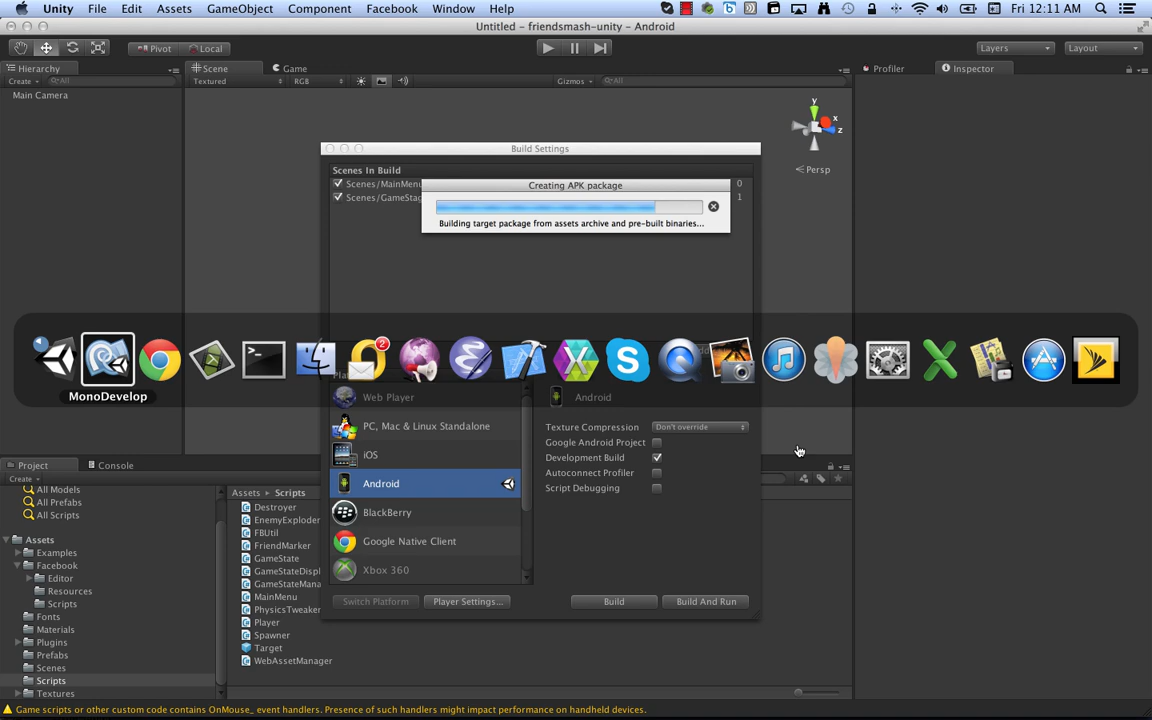 Unity File Edit Assets GameObject Component Facebook Window Help Fri 12:11 AM
Untitled – friendsmash-unity – Android
Pivot Local Layers Layout
Hierarchy Scene Game Profiler Inspector
Create All Textured RGB Gizmos All
Main Camera
y
x
z
Persp
Build Settings
Scenes In Build
Scenes/MainMenu 0
Scenes/GameStag 1
Creating APK package
Building target package from assets archive and pre-built binaries...
2
MonoDevelop
Web Player
PC, Mac & Linux Standalone
iOS
Android
BlackBerry
Google Native Client
Xbox 360
Android
Texture Compression Don't override
Google Android Project
Development Build
Autoconnect Profiler
Script Debugging
Switch Platform Player Settings... Build Build And Run
Project Console
Create
All Models
All Prefabs
All Scripts
Assets
Examples
Facebook
Editor
Resources
Scripts
Fonts
Materials
Plugins
Prefabs
Scenes
Scripts
Textures
Assets Scripts
Destroyer
EnemyExploder
FBUtil
FriendMarker
GameState
GameStateDispl
GameStateMana
MainMenu
PhysicsTweaker
Player
Spawner
Target
WebAssetManager
Game scripts or other custom code contains OnMouse_ event handlers. Presence of such handlers might impact performance on handheld devices.